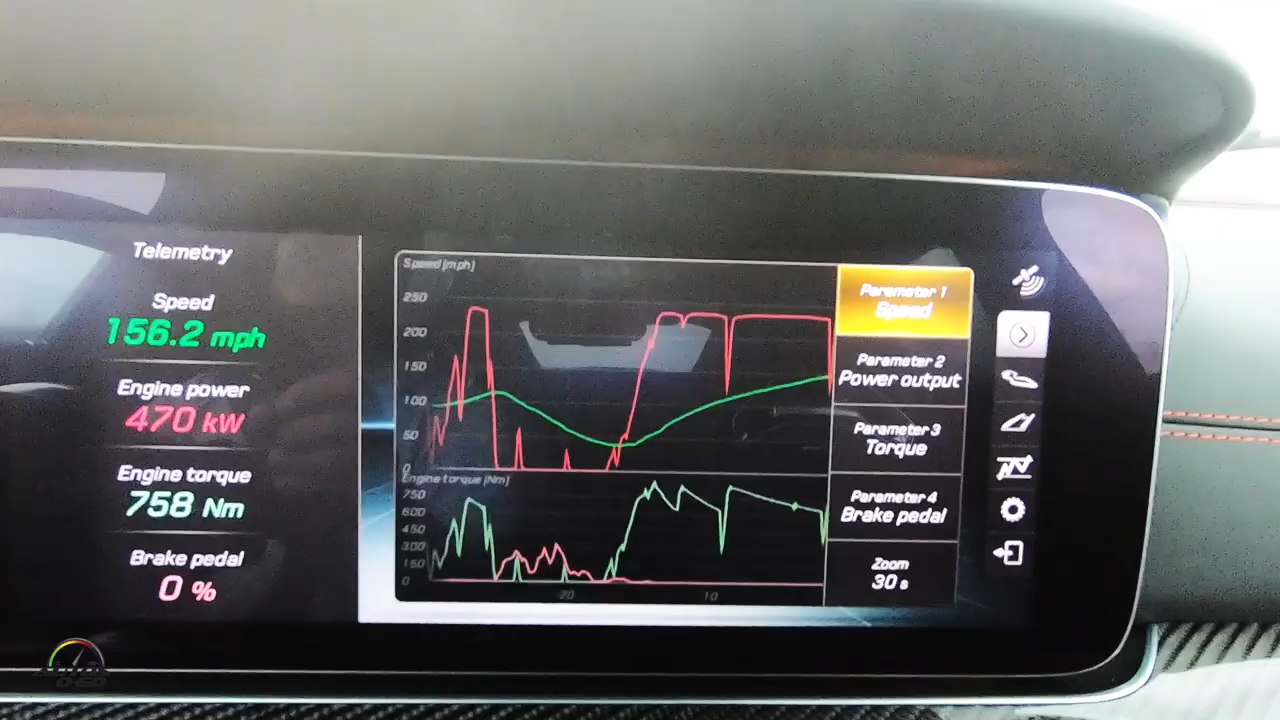 Telemetry
Speed
156.2 mph
Engine power
470 kW
Engine torque
758 Nm
Brake pedal
0 %
Speed [mph]
250
200
150
100
50
0
Engine torque [Nm]
750
600
450
300
150
0
-20
10
Parameter 1
Speed
Parameter 2
Power output
Parameter 3
Torque
Parameter 4
Brake pedal
Zoom
30 s
0-60